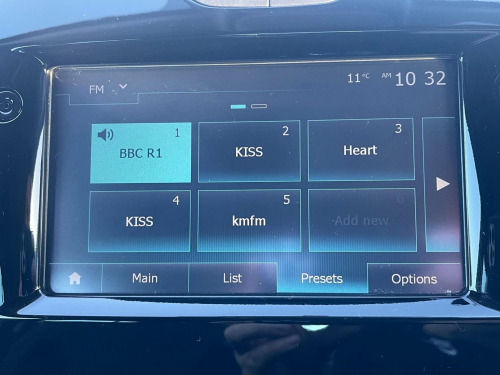 FM
11°C AM 10 32
1
BBC R1
2
KISS
3
Heart
4
KISS
5
kmfm
6
Add new
Main List Presets Options